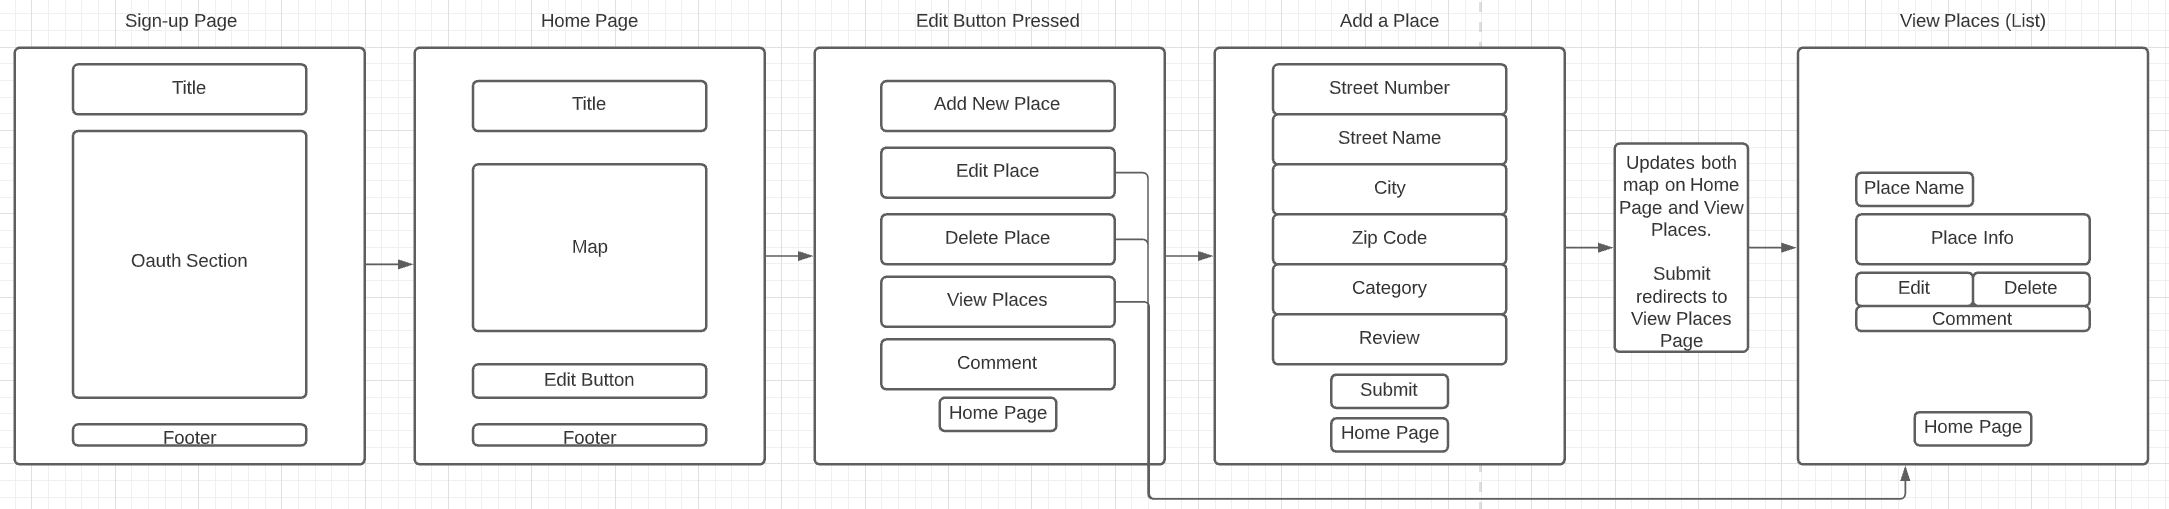 Sign-up Page
Title
Oauth Section
Footer
Home Page
Title
Map
Edit Button
Footer
Edit Button Pressed
Add New Place
Edit Place
Delete Place
View Places
Comment
Home Page
Add a Place
Street Number
Street Name
City
Zip Code
Category
Review
Submit
Home Page
Updates both
map on Home
Page and View
Places.
Submit
redirects to
View Places
Page
View Places (List)
Place Name
Place Info
Edit
Delete
Comment
Home Page